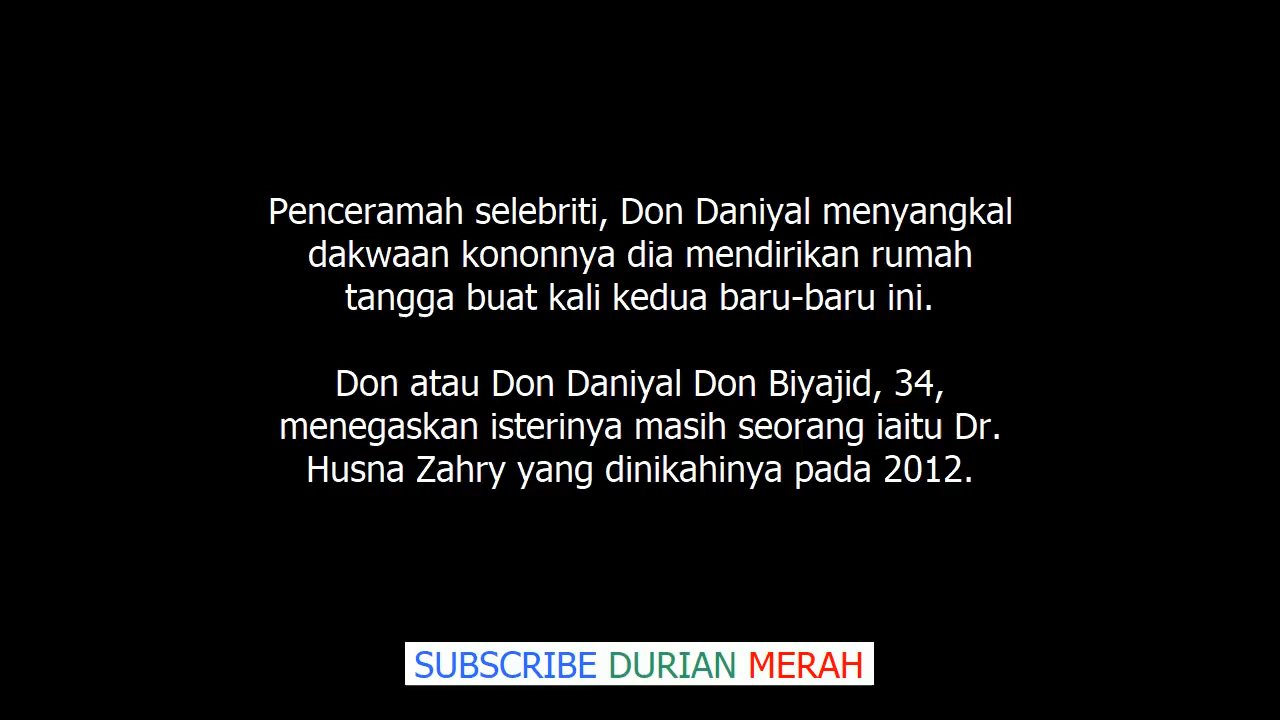 Penceramah selebriti, Don Daniyal menyangkal
dakwaan kononnya dia mendirikan rumah
tangga buat kali kedua baru-baru ini.
Don atau Don Daniyal Don Biyajid, 34,
menegaskan isterinya masih seorang iaitu Dr.
Husna Zahry yang dinikahinya pada 2012.
SUBSCRIBE DURIAN MERAH